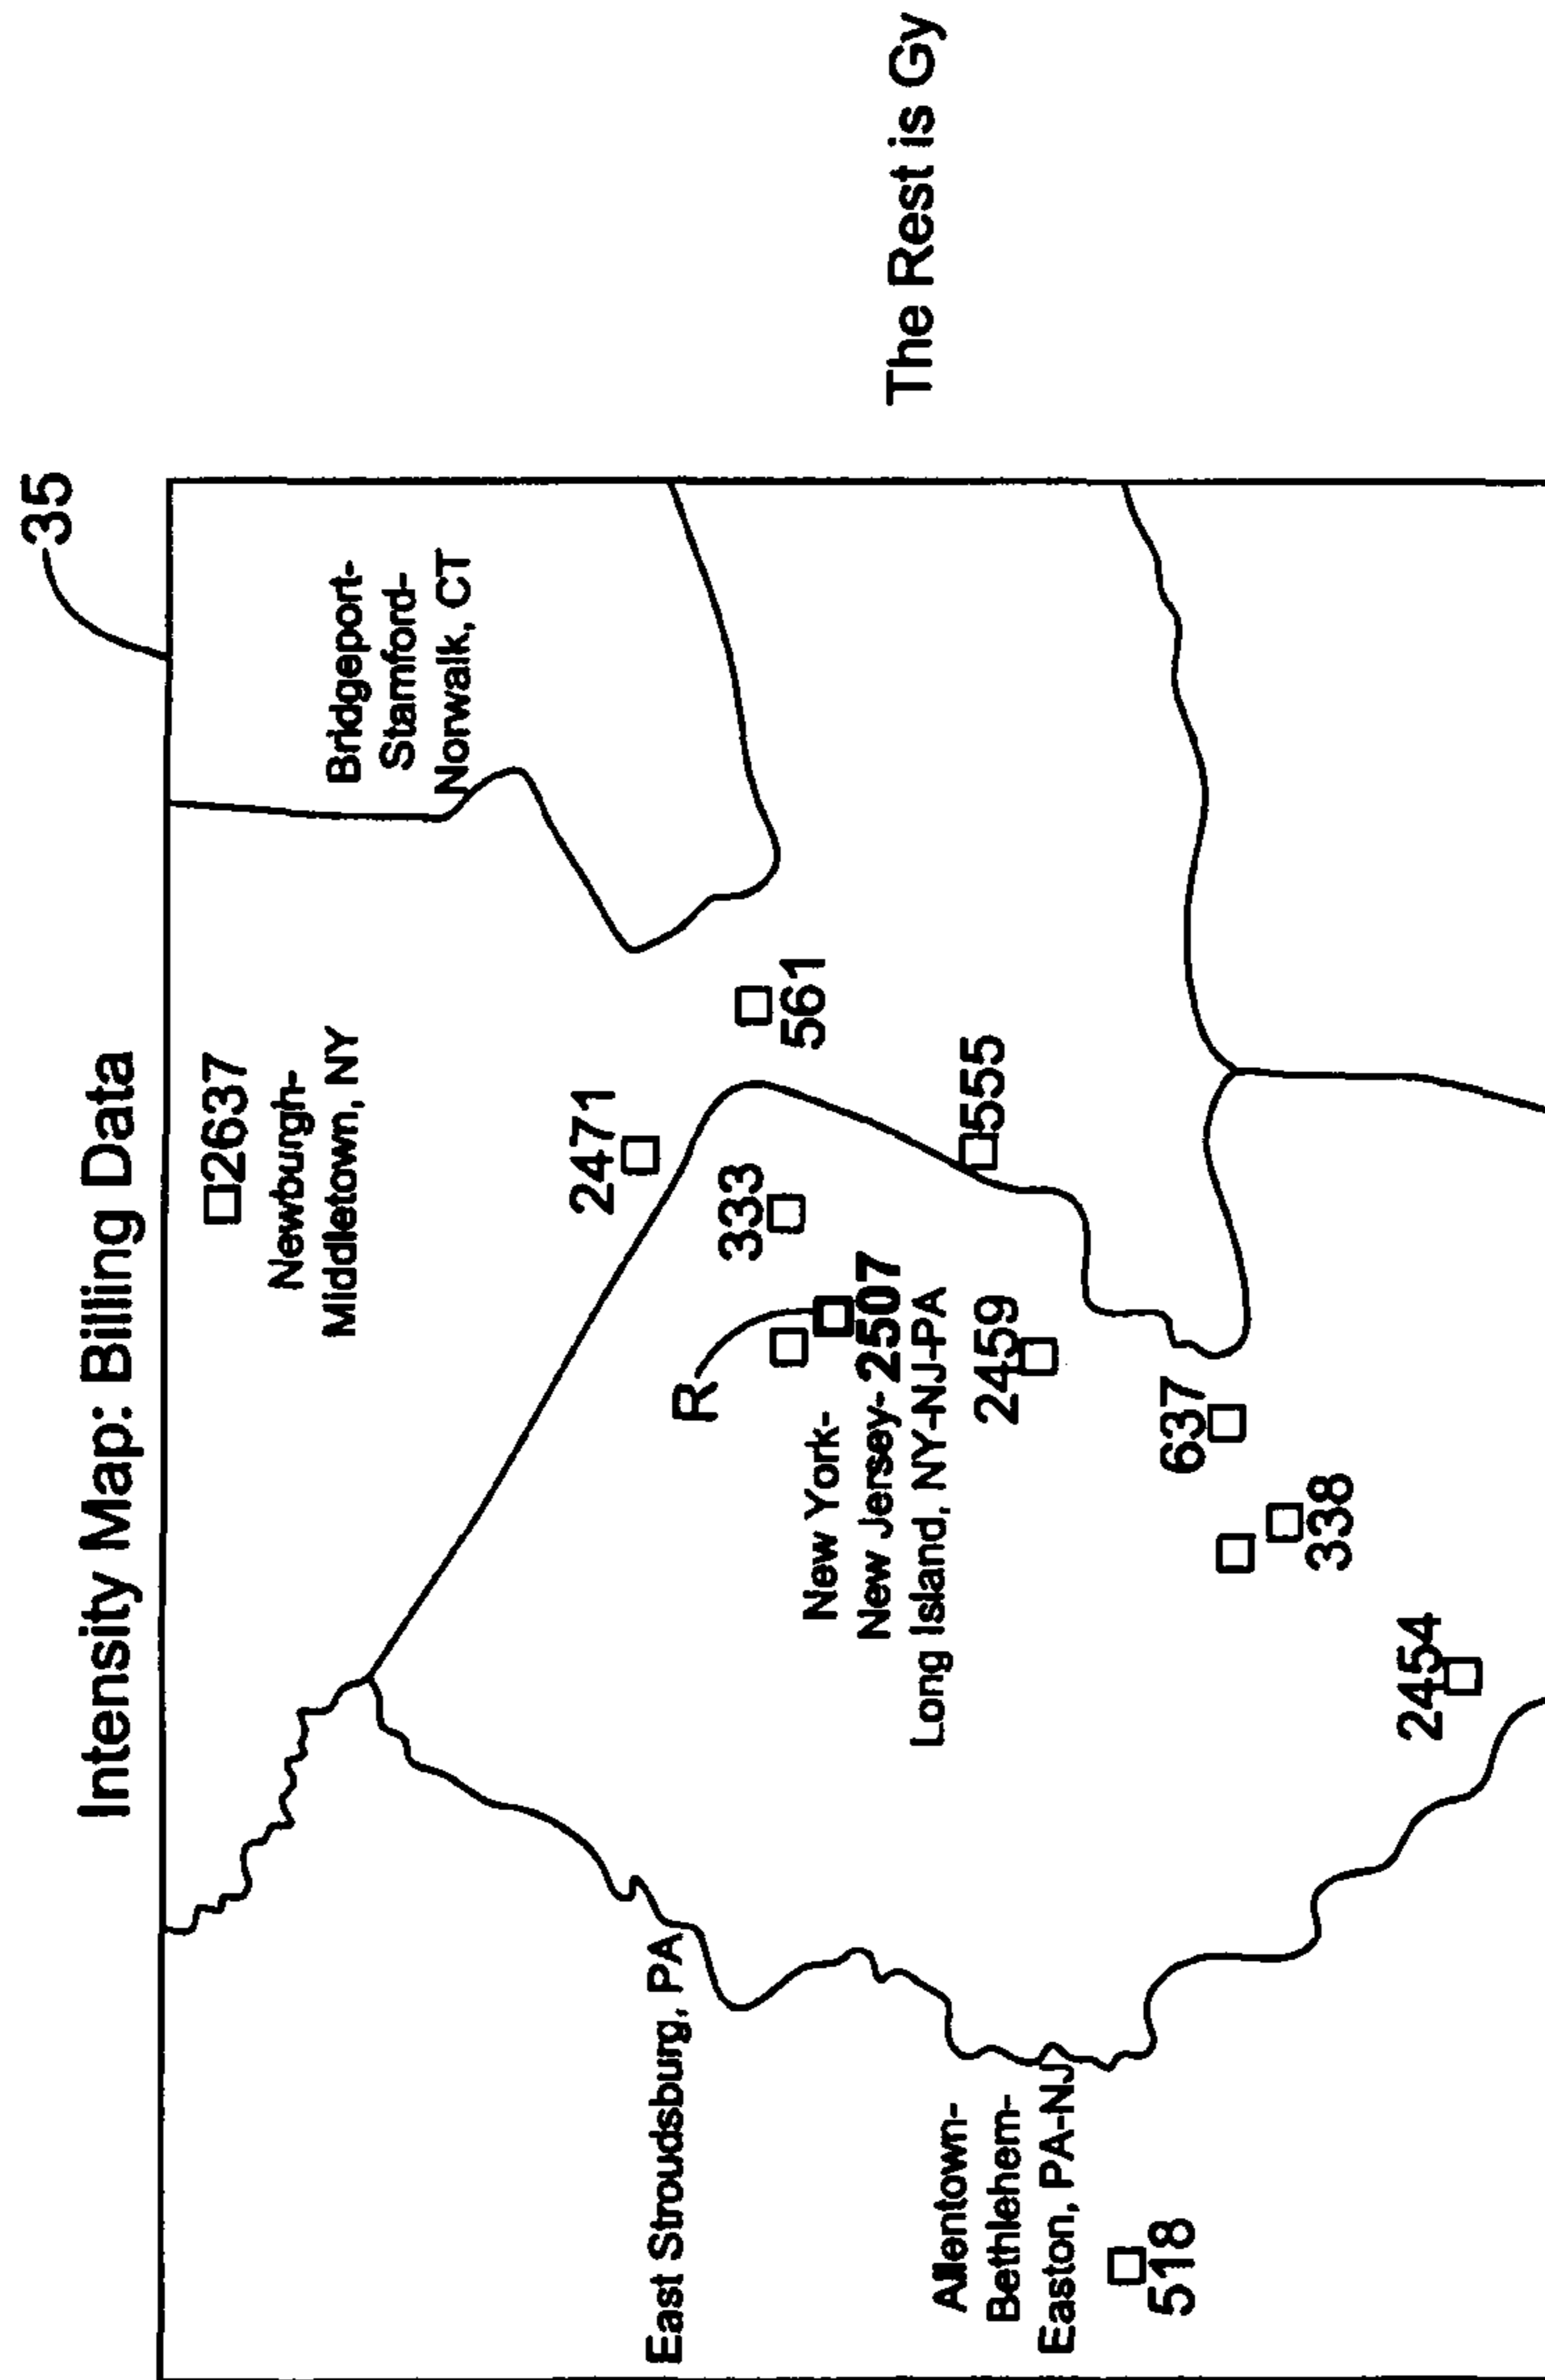 35
Intensity Map: Billing Data
2637
Newburgh-
Middletown, NY
Bridgeport-
Stamford-
Norwalk, CT
2471
561
333
R
2507
New York-
New Jersey-
Long Island, NY-NJ-PA
555
2459
East Stroudsburg, PA
Allentown-
Bethlehem-
Easton, PA-NJ
518
637
338
2454
The Rest is Gy